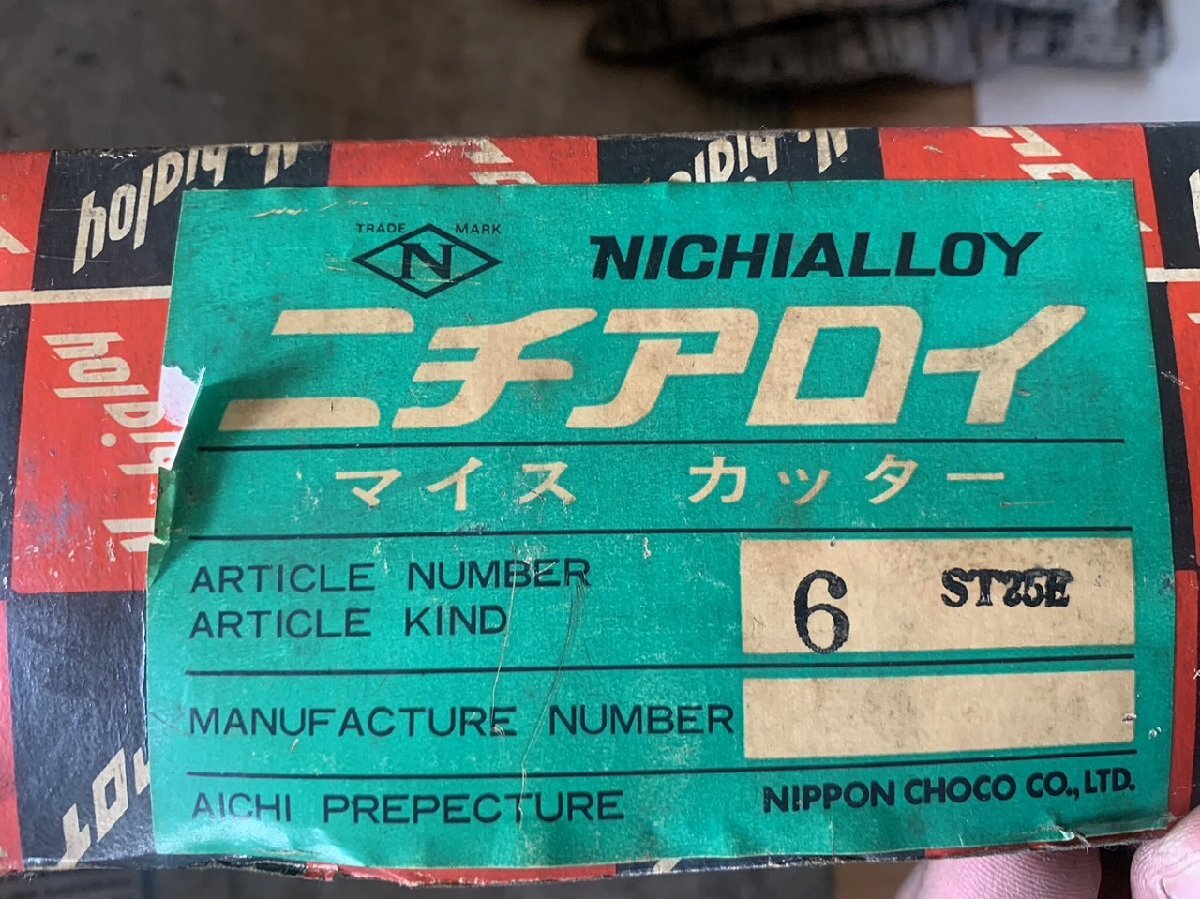 TRADE N MARK
NICHIALLOY
ニチアロイ
マイス カッター
ARTICLE NUMBER
ARTICLE KIND
6 ST25E
MANUFACTURE NUMBER
AICHI PREPECTURE
NIPPON CHOCO CO., LTD.